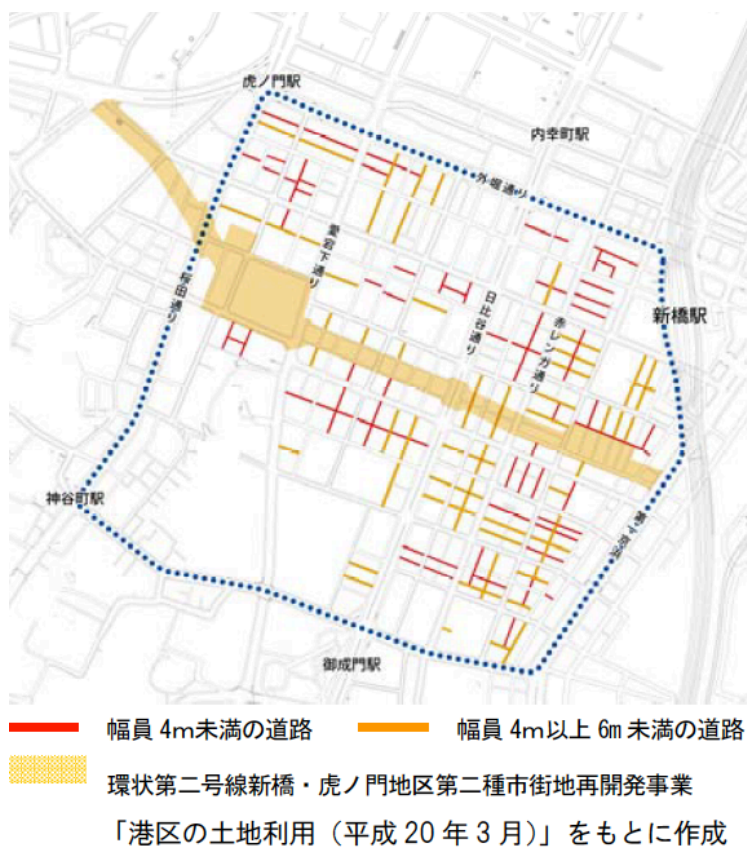 虎ノ門駅
内幸町駅
外堀通り
愛宕下通り
桜田通り
日比谷通り
赤レンガ通り
新橋駅
神谷町駅
第一京浜
御成門駅
幅員 4m未満の道路
幅員 4m以上 6m 未満の道路
環状第二号線新橋・虎ノ門地区第二種市街地再開発事業
「港区の土地利用（平成 20 年 3 月）」をもとに作成